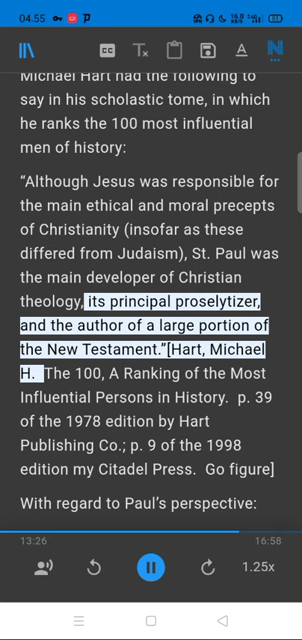 04.55
16.0
KB/S
CC
A
N
Michael Hart had the following to
say in his scholastic tome, in which
he ranks the 100 most influential
men of history:
“Although Jesus was responsible for
the main ethical and moral precepts
of Christianity (insofar as these
differed from Judaism), St. Paul was
the main developer of Christian
theology, its principal proselytizer,
and the author of a large portion of
the New Testament.”[Hart, Michael
H.  The 100, A Ranking of the Most
Influential Persons in History.  p. 39
of the 1978 edition by Hart
Publishing Co.; p. 9 of the 1998
edition my Citadel Press.  Go figure]
With regard to Paul’s perspective:
13:26 16:58
1.25x